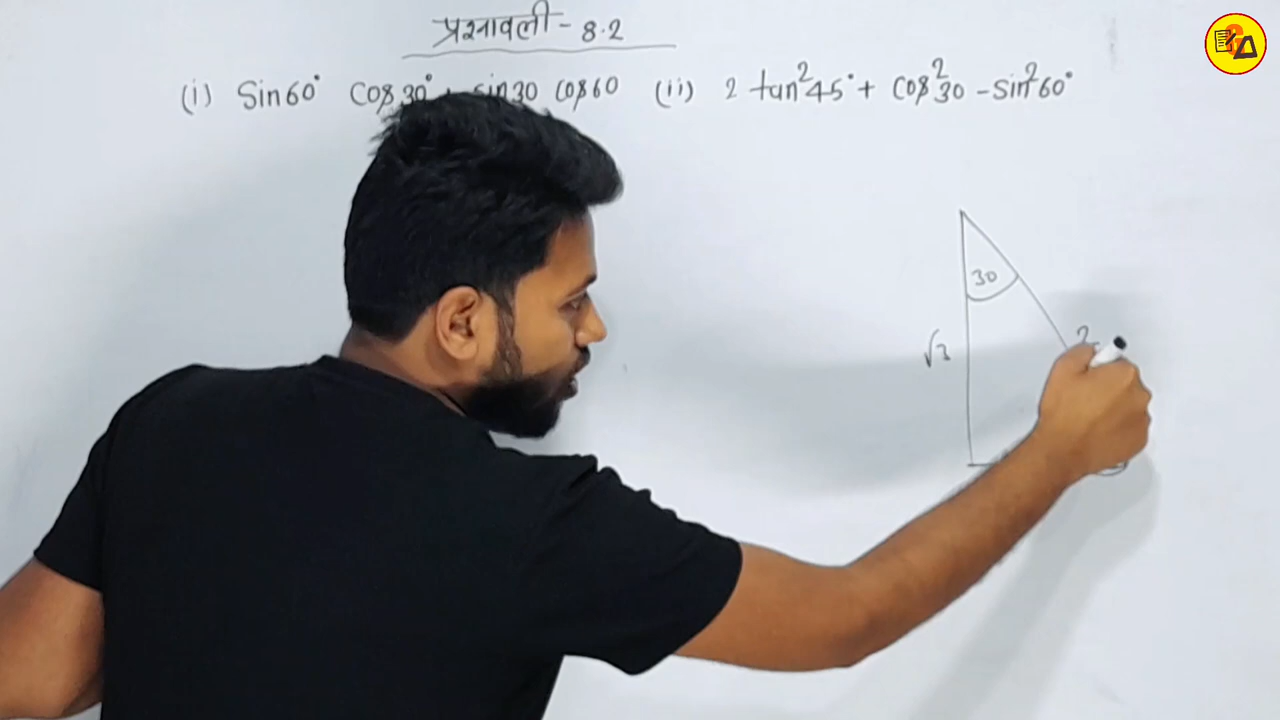 प्रश्नावली - 8.2
(i) Sin60° Cos30° + sin30 Cos60 (ii) 2 tan²45° + Cos²30 - sin²60°
30
√3
2